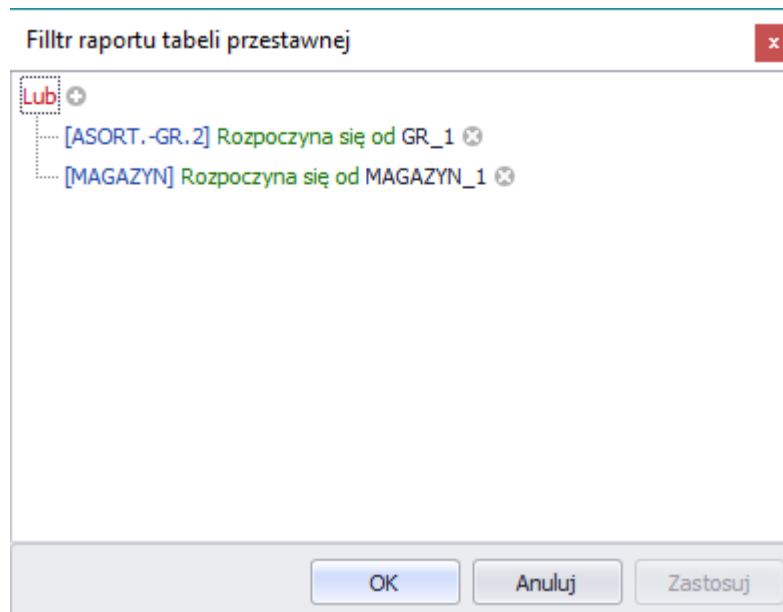 Filltr raportu tabeli przestawnej x
Lub
[ASORT.-GR.2] Rozpoczyna się od GR_1
[MAGAZYN] Rozpoczyna się od MAGAZYN_1
OK Anuluj Zastosuj